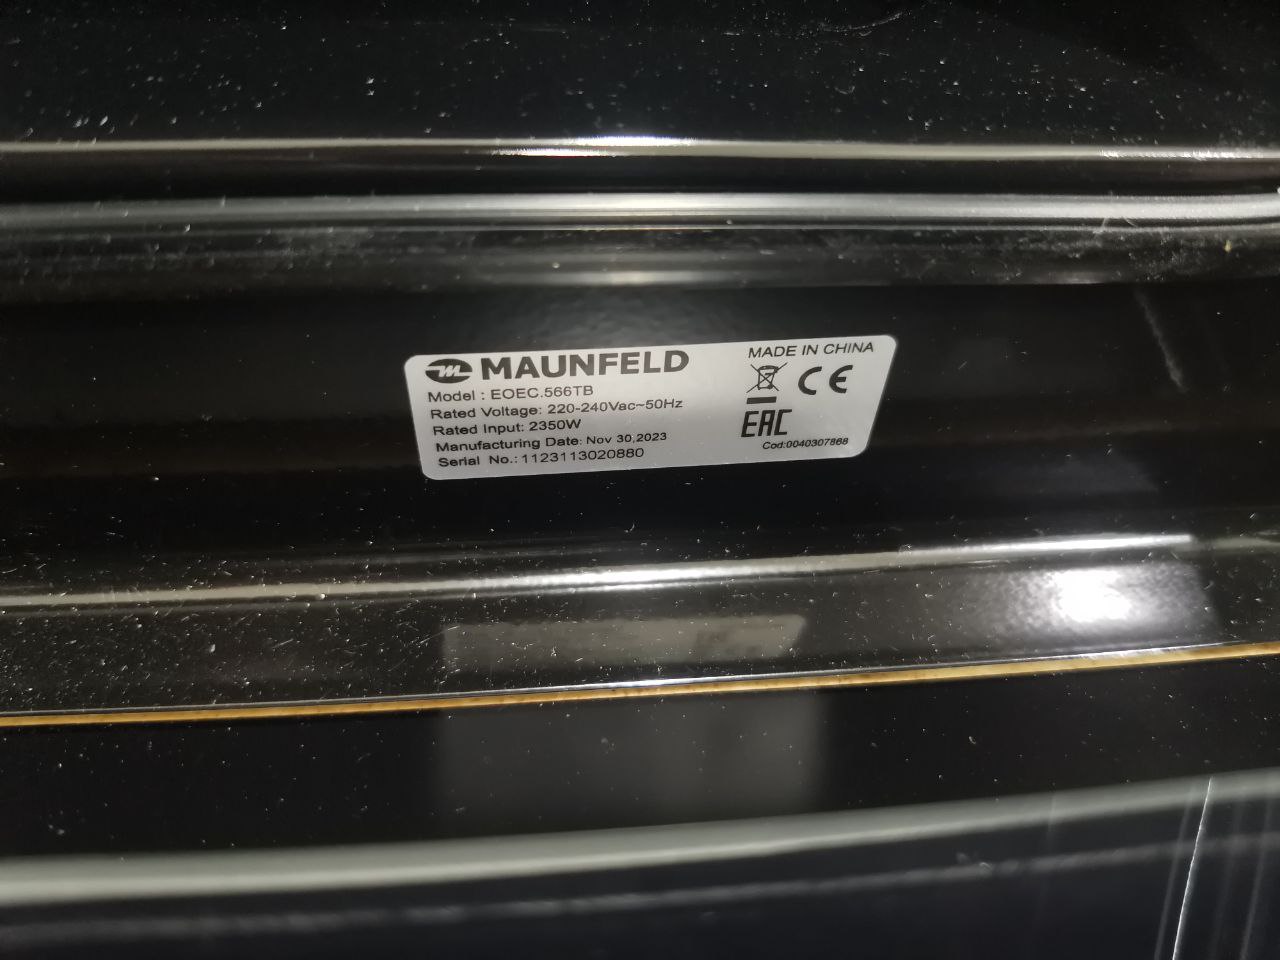 MAUNFELD
Model : EOEC.566TB
Rated Voltage: 220-240Vac~50Hz
Rated Input: 2350W
Manufacturing Date: Nov 30,2023
Serial No.: 1123113020880
MADE IN CHINA
CE
EAC
Cod:0040307868